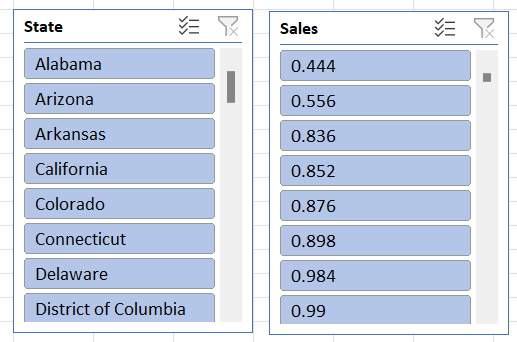 State
Alabama
Arizona
Arkansas
California
Colorado
Connecticut
Delaware
District of Columbia
Sales
0.444
0.556
0.836
0.852
0.876
0.898
0.984
0.99